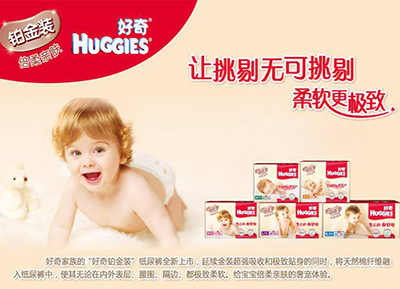 铂金装
倍柔亲肤
好奇
HUGGIES
让挑剔无可挑剔
柔软更极致
HUGGIES
HUGGIES
HUGGIES
HUGGIES
HUGGIES
好奇家族的“好奇铂金装”纸尿裤全新上市，延续金装超强吸收和极致贴身的同时，将天然棉纤维融
入纸尿裤中，使其无论在内外表层、腰围、隔边、都极致柔软。给宝宝倍柔亲肤的奢宠体验。